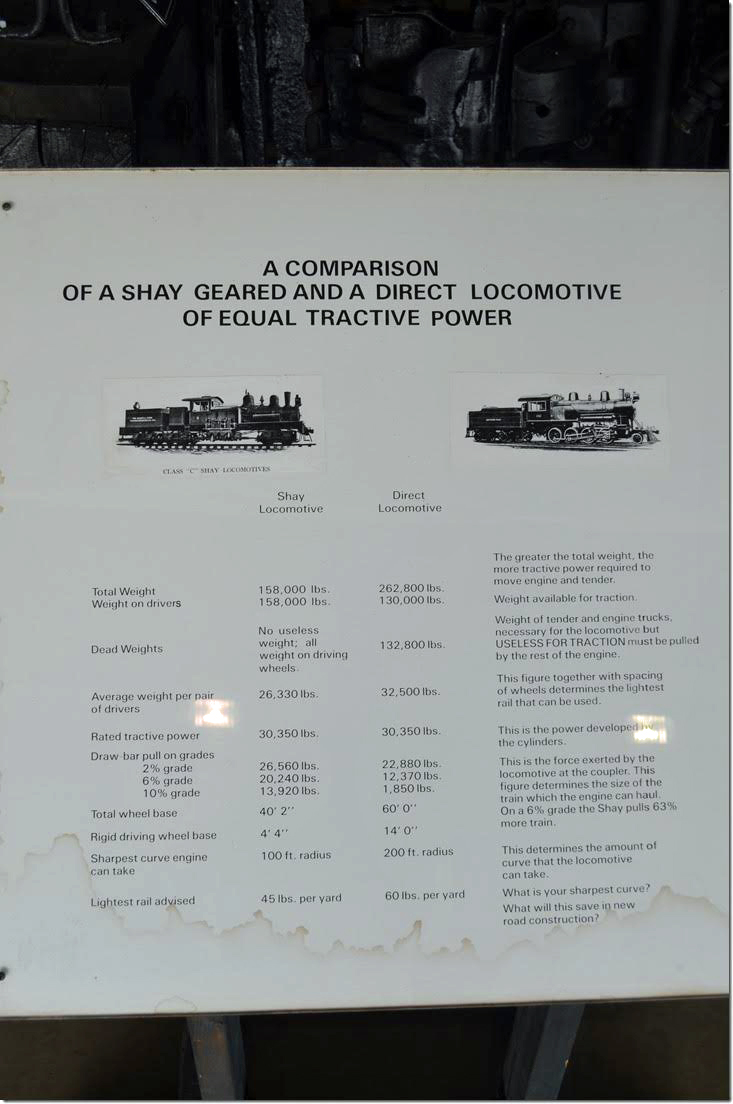 A COMPARISON
OF A SHAY GEARED AND A DIRECT LOCOMOTIVE
OF EQUAL TRACTIVE POWER
CLASS "C" SHAY LOCOMOTIVES
Shay Direct
Locomotive Locomotive
The greater the total weight, the
more tractive power required to
move engine and tender.
Total Weight 158,000 lbs. 262,800 lbs.
Weight on drivers 158,000 lbs. 130,000 lbs. Weight available for traction.
Dead Weights
No useless
weight; all
weight on driving
wheels.
132,800 lbs.
Weight of tender and engine trucks,
necessary for the locomotive but
USELESS FOR TRACTION must be pulled
by the rest of the engine.
Average weight per pair
of drivers
26,330 lbs. 32,500 lbs.
This figure together with spacing
of wheels determines the lightest
rail that can be used.
Rated tractive power 30,350 lbs. 30,350 lbs.
This is the power developed by
the cylinders.
Draw-bar pull on grades
2% grade 26,560 lbs. 22,880 lbs.
6% grade 20,240 lbs. 12,370 lbs.
10% grade 13,920 lbs. 1,850 lbs.
This is the force exerted by the
locomotive at the coupler. This
figure determines the size of the
train which the engine can haul.
On a 6% grade the Shay pulls 63%
more train.
Total wheel base 40' 2'' 60' 0''
Rigid driving wheel base 4' 4'' 14' 0''
Sharpest curve engine
can take
100 ft. radius 200 ft. radius
This determines the amount of
curve that the locomotive
can take.
What is your sharpest curve?
Lightest rail advised 45 lbs. per yard 60 lbs. per yard
What will this save in new
road construction?